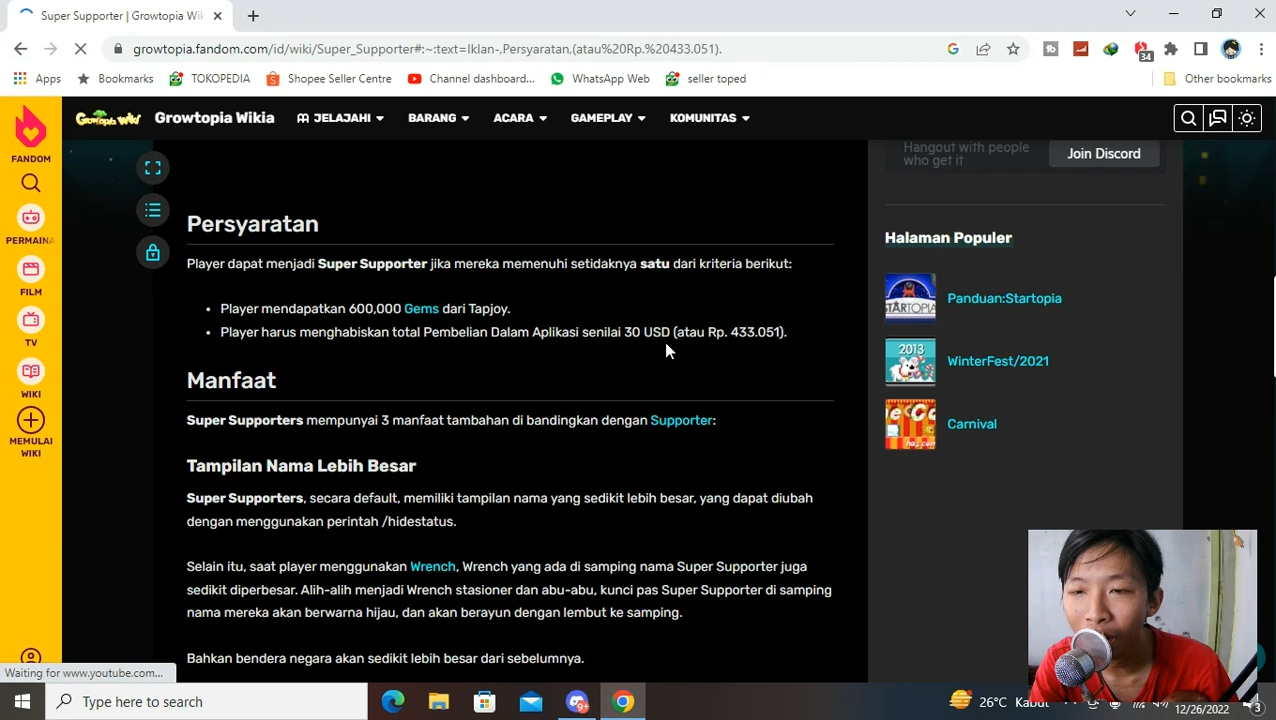 Super Supporter | Growtopia Wiki
growtopia.fandom.com/id/wiki/Super_Supporter#:~:text=Iklan-,Persyaratan,(atau%20Rp.%20433.051).
34
Apps
Bookmarks
TOKOPEDIA
Shopee Seller Centre
Channel dashboard...
WhatsApp Web
seller toped
Other bookmarks
FANDOM
PERMAINA
FILM
TV
WIKI
MEMULAI
WIKI
Growtopia Wikia
JELAJAHI
BARANG
ACARA
GAMEPLAY
KOMUNITAS
Persyaratan
Player dapat menjadi Super Supporter jika mereka memenuhi setidaknya satu dari kriteria berikut:
• Player mendapatkan 600,000 Gems dari Tapjoy.
• Player harus menghabiskan total Pembelian Dalam Aplikasi senilai 30 USD (atau Rp. 433.051).
Manfaat
Super Supporters mempunyai 3 manfaat tambahan di bandingkan dengan Supporter:
Tampilan Nama Lebih Besar
Super Supporters, secara default, memiliki tampilan nama yang sedikit lebih besar, yang dapat diubah
dengan menggunakan perintah /hidestatus.
Selain itu, saat player menggunakan Wrench, Wrench yang ada di samping nama Super Supporter juga
sedikit diperbesar. Alih-alih menjadi Wrench stasioner dan abu-abu, kunci pas Super Supporter di samping
nama mereka akan berwarna hijau, dan akan berayun dengan lembut ke samping.
Bahkan bendera negara akan sedikit lebih besar dari sebelumnya.
Hangout with people
who get it
Join Discord
Halaman Populer
STARTOPIA
Panduan:Startopia
2013
WinterFest/2021
Carnival
Waiting for www.youtube.com...
Type here to search
26°C Kabut
12/26/2022
3